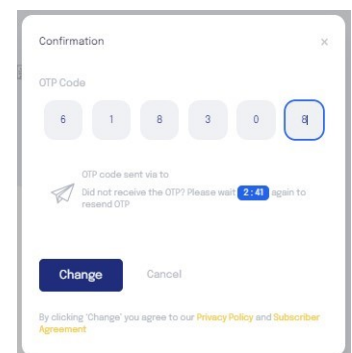 Confirmation
OTP Code
6 1 8 3 0 8
OTP code sent via to
Did not receive the OTP? Please wait 2 : 41 again to
resend OTP
Change Cancel
By clicking 'Change' you agree to our Privacy Policy and Subscriber
Agreement